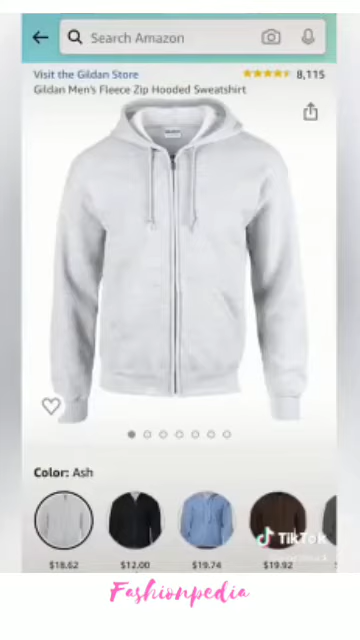 Search Amazon
Visit the Gildan Store 8,115
Gildan Men's Fleece Zip Hooded Sweatshirt
Color: Ash
$18.62 $12.00 $19.74 $19.92
TikTok
Fashionpedia